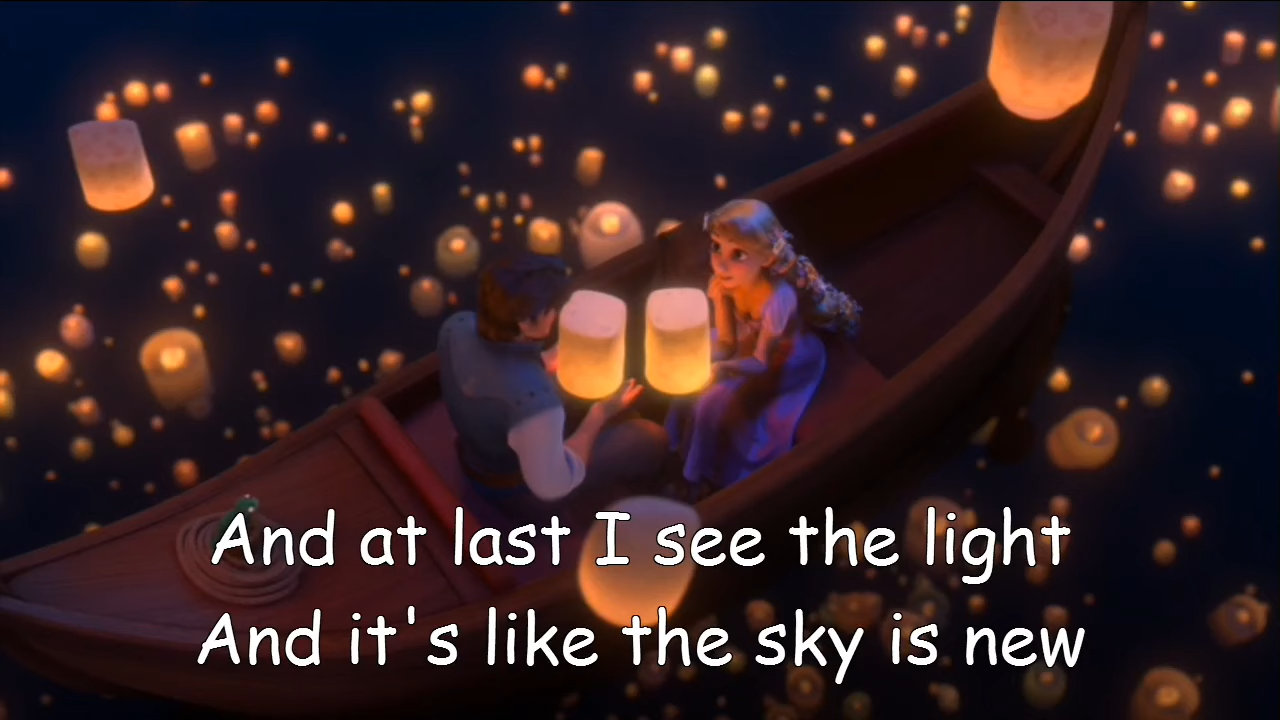 And at last I see the light
And it's like the sky is new